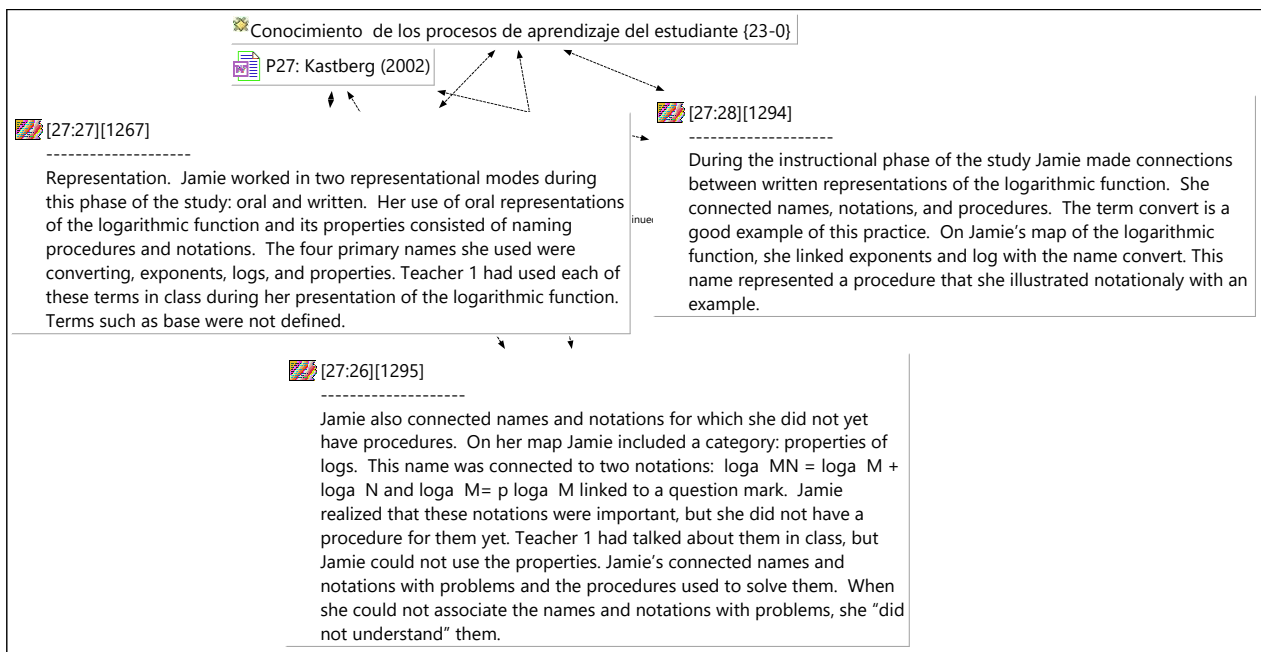 Conocimiento de los procesos de aprendizaje del estudiante {23-0}
P27: Kastberg (2002)
[27:27][1267]
--------------------
Representation. Jamie worked in two representational modes during
this phase of the study: oral and written. Her use of oral representations
of the logarithmic function and its properties consisted of naming
procedures and notations. The four primary names she used were
converting, exponents, logs, and properties. Teacher 1 had used each of
these terms in class during her presentation of the logarithmic function.
Terms such as base were not defined.
[27:28][1294]
--------------------
During the instructional phase of the study Jamie made connections
between written representations of the logarithmic function. She
connected names, notations, and procedures. The term convert is a
good example of this practice. On Jamie’s map of the logarithmic
function, she linked exponents and log with the name convert. This
name represented a procedure that she illustrated notationaly with an
example.
[27:26][1295]
--------------------
Jamie also connected names and notations for which she did not yet
have procedures. On her map Jamie included a category: properties of
logs. This name was connected to two notations: loga MN = loga M +
loga N and loga M= p loga M linked to a question mark. Jamie
realized that these notations were important, but she did not have a
procedure for them yet. Teacher 1 had talked about them in class, but
Jamie could not use the properties. Jamie’s connected names and
notations with problems and the procedures used to solve them. When
she could not associate the names and notations with problems, she “did
not understand” them.